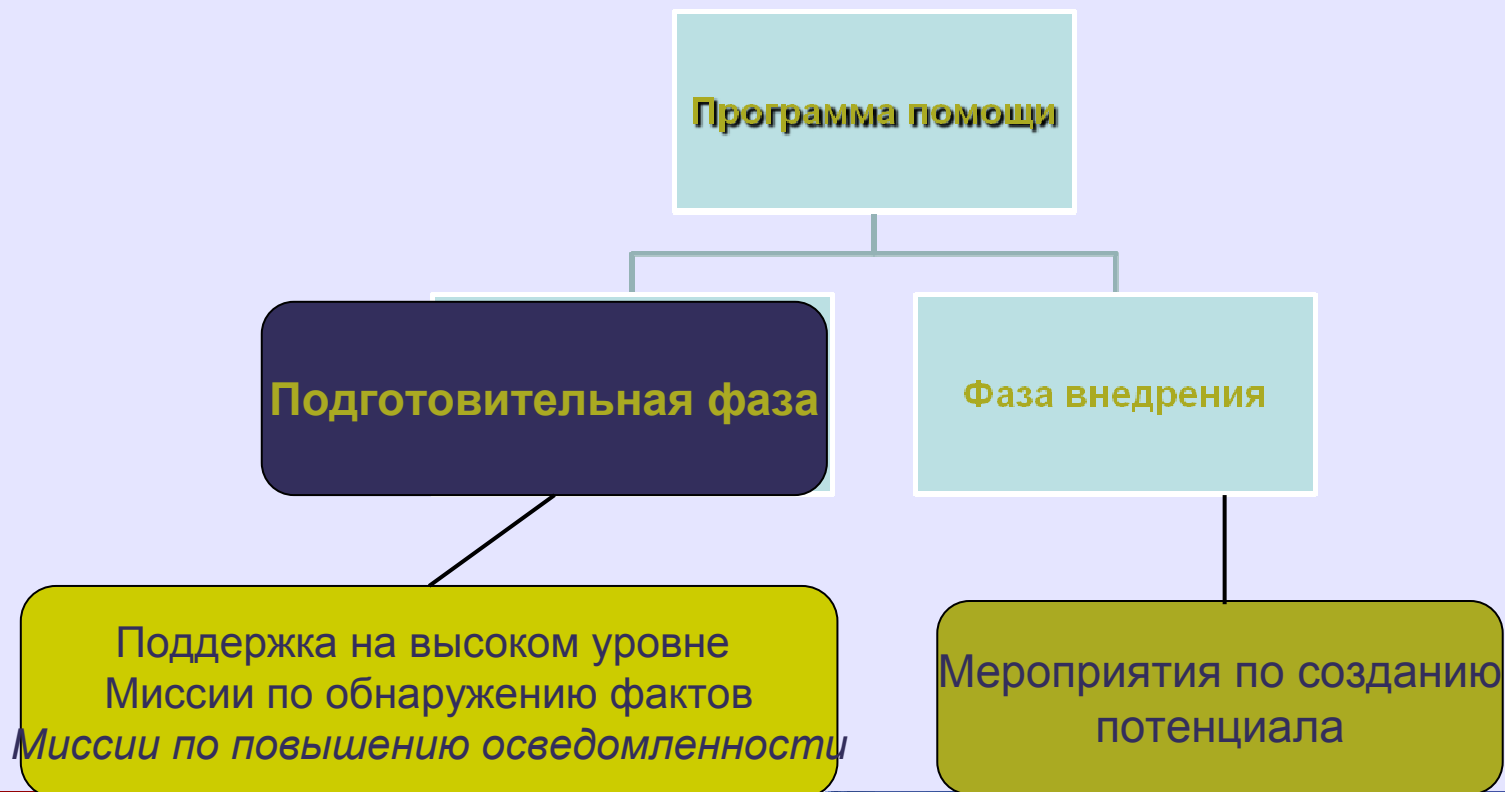 Программа помощи
Подготовительная фаза
Фаза внедрения
Поддержка на высоком уровне
Миссии по обнаружению фактов
Миссии по повышению осведомленности
Мероприятия по созданию
потенциала